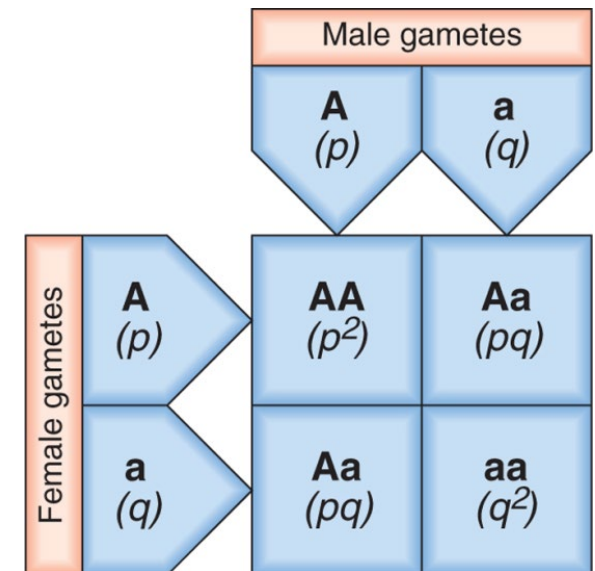 Male gametes
A a
(p) (q)
Female gametes
A AA Aa
(p) (p²) (pq)
a Aa aa
(q) (pq) (q²)